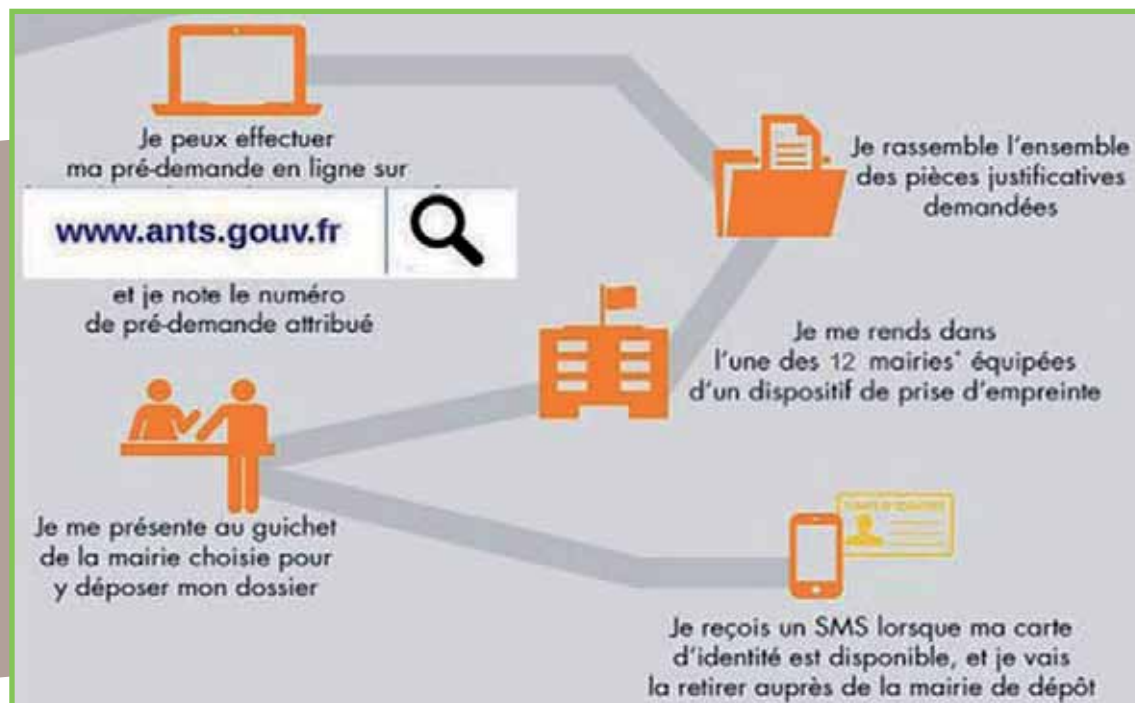 Je peux effectuer
ma pré-demande en ligne sur
www.ants.gouv.fr
et je note le numéro
de pré-demande attribué
Je rassemble l'ensemble
des pièces justificatives
demandées
Je me rends dans
l'une des 12 mairies* équipées
d'un dispositif de prise d'empreinte
Je me présente au guichet
de la mairie choisie pour
y déposer mon dossier
Je reçois un SMS lorsque ma carte
d'identité est disponible, et je vais
la retirer auprès de la mairie de dépôt